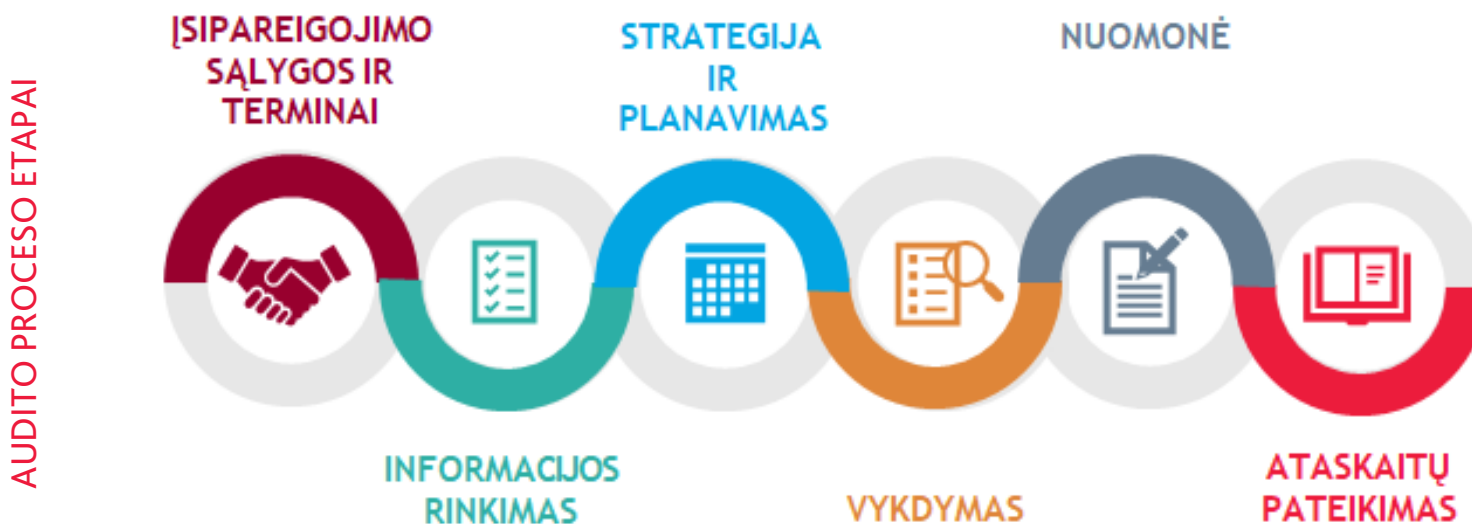 AUDITO PROCESO ETAPAI
ĮSIPAREIGOJIMO
SĄLYGOS IR
TERMINAI
INFORMACIJOS
RINKIMAS
STRATEGIJA
IR
PLANAVIMAS
VYKDYMAS
NUOMONĖ
ATASKAITŲ
PATEIKIMAS